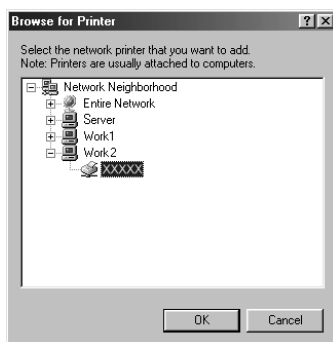 Browse for Printer
Select the network printer that you want to add.
Note: Printers are usually attached to computers.
Network Neighborhood
Entire Network
Server
Work1
Work2
XXXXX
OK
Cancel